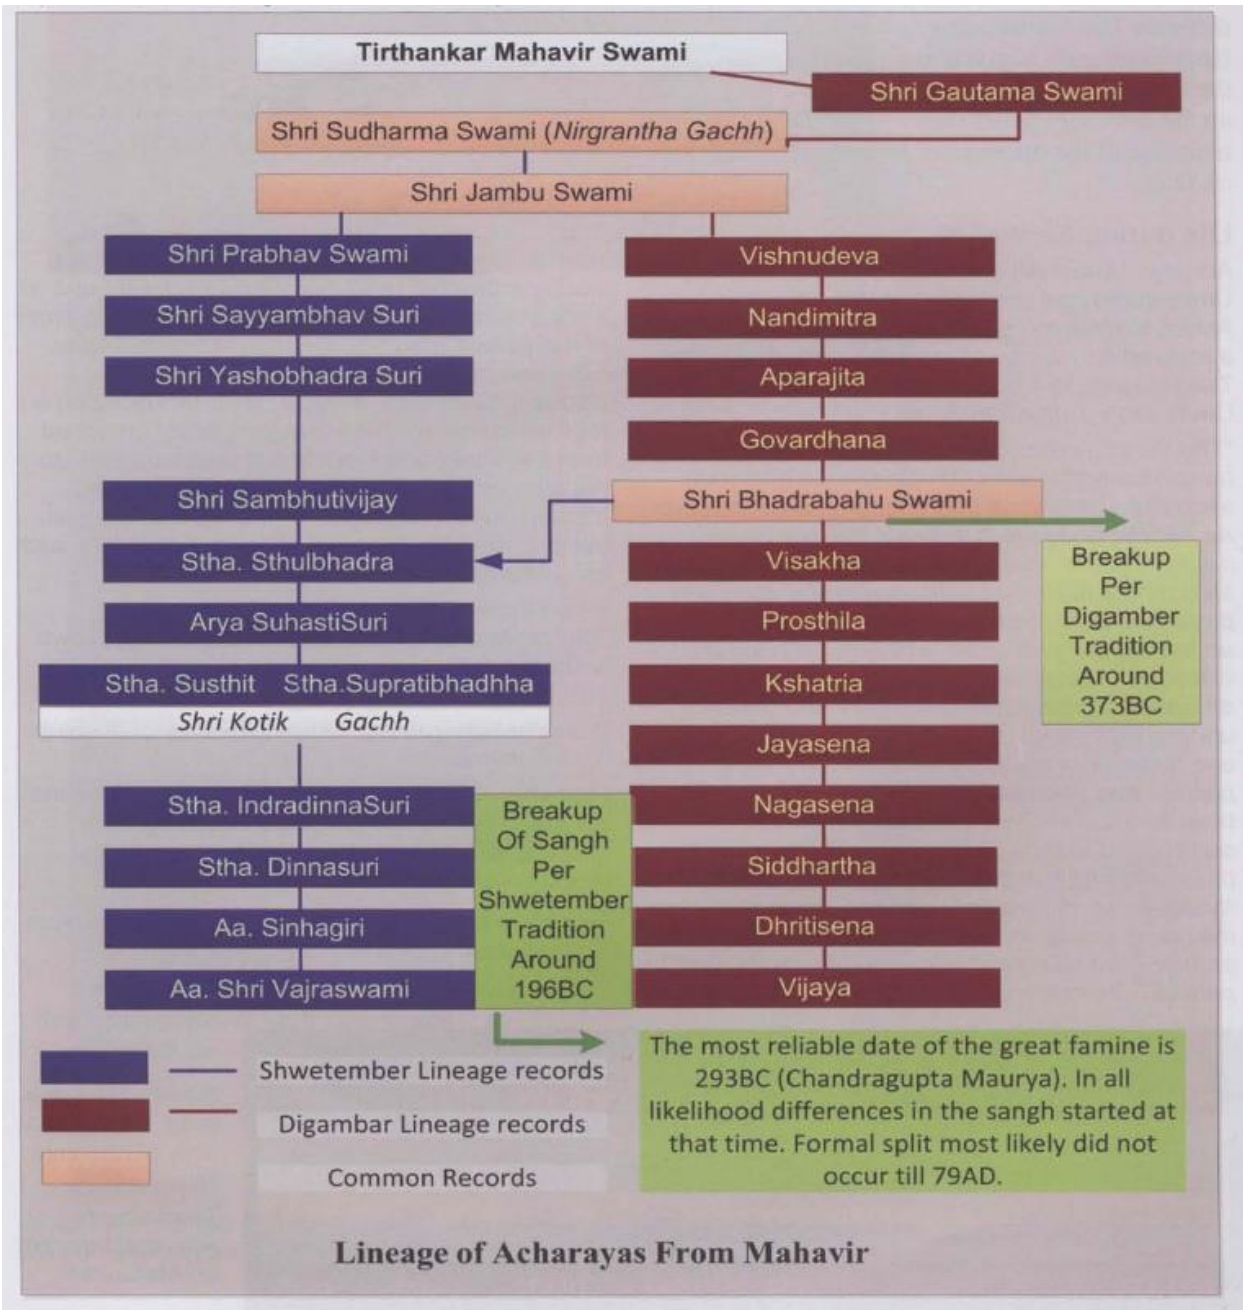 Tirthankar Mahavir Swami
Shri Gautama Swami
Shri Sudharma Swami (Nirgrantha Gachh)
Shri Jambu Swami
Shri Prabhav Swami
Shri Sayyambhav Suri
Shri Yashobhadra Suri
Shri Sambhutivijay
Stha. Sthulbhadra
Arya SuhastiSuri
Stha. Susthit Stha.Supratibhadhha
Shri Kotik Gachh
Stha. IndradinnaSuri
Stha. Dinnasuri
Aa. Sinhagiri
Aa. Shri Vajraswami
Vishnudeva
Nandimitra
Aparajita
Govardhana
Shri Bhadrabahu Swami
Visakha
Prosthila
Kshatria
Jayasena
Nagasena
Siddhartha
Dhritisena
Vijaya
Breakup
Per
Digamber
Tradition
Around
373BC
Breakup
Of Sangh
Per
Shwetember
Tradition
Around
196BC
Shwetember Lineage records
Digambar Lineage records
Common Records
The most reliable date of the great famine is
293BC (Chandragupta Maurya). In all
likelihood differences in the sangh started at
that time. Formal split most likely did not
occur till 79AD.
Lineage of Acharayas From Mahavir